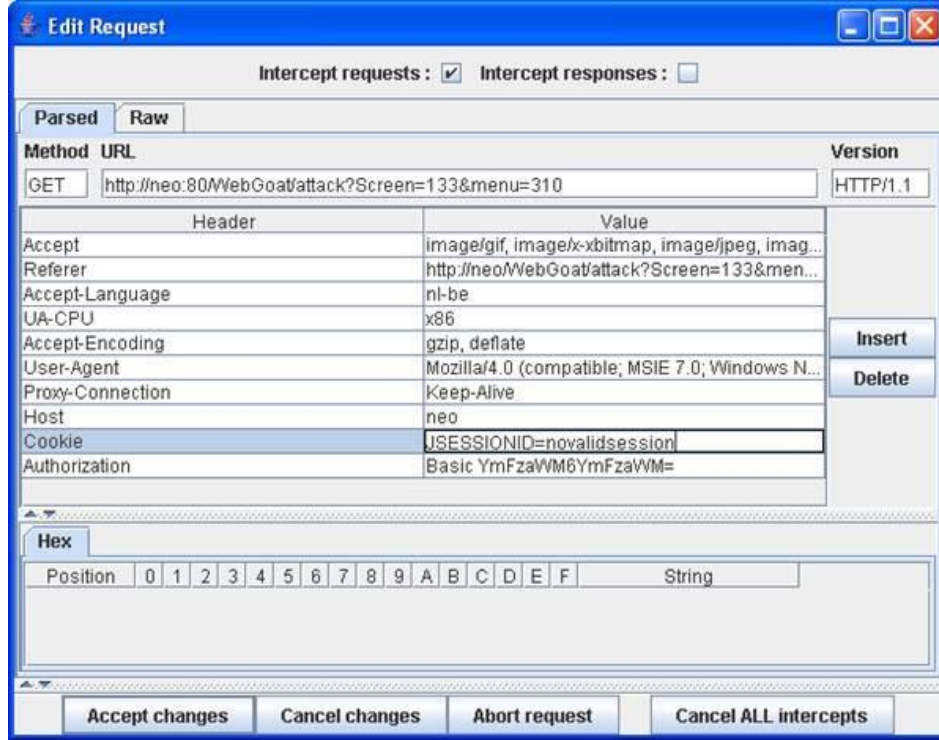 Edit Request
Intercept requests : Intercept responses :
Parsed Raw
Method URL Version
GET http://neo:80/WebGoat/attack?Screen=133&menu=310 HTTP/1.1
Header Value
Accept image/gif, image/x-xbitmap, image/jpeg, imag...
Referer http://neo/WebGoat/attack?Screen=133&men...
Accept-Language nl-be
UA-CPU x86
Accept-Encoding gzip, deflate
Insert
User-Agent Mozilla/4.0 (compatible; MSIE 7.0; Windows N...
Delete
Proxy-Connection Keep-Alive
Host neo
Cookie JSESSIONID=novalidsession
Authorization Basic YmFzaWM6YmFzaWM=
Hex
Position 0 1 2 3 4 5 6 7 8 9 A B C D E F String
Accept changes Cancel changes Abort request Cancel ALL intercepts